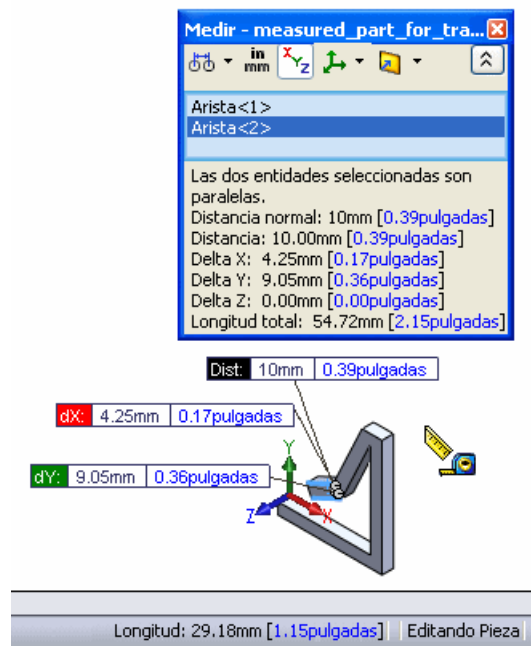 Medir - measured_part_for_tra...
in
mm
X Y Z
Arista<1>
Arista<2>
Las dos entidades seleccionadas son
paralelas.
Distancia normal: 10mm [0.39pulgadas]
Distancia: 10.00mm [0.39pulgadas]
Delta X: 4.25mm [0.17pulgadas]
Delta Y: 9.05mm [0.36pulgadas]
Delta Z: 0.00mm [0.00pulgadas]
Longitud total: 54.72mm [2.15pulgadas]
Dist: 10mm 0.39pulgadas
dX: 4.25mm 0.17pulgadas
Y
dY: 9.05mm 0.36pulgadas
Z X
Longitud: 29.18mm [1.15pulgadas] Editando Pieza